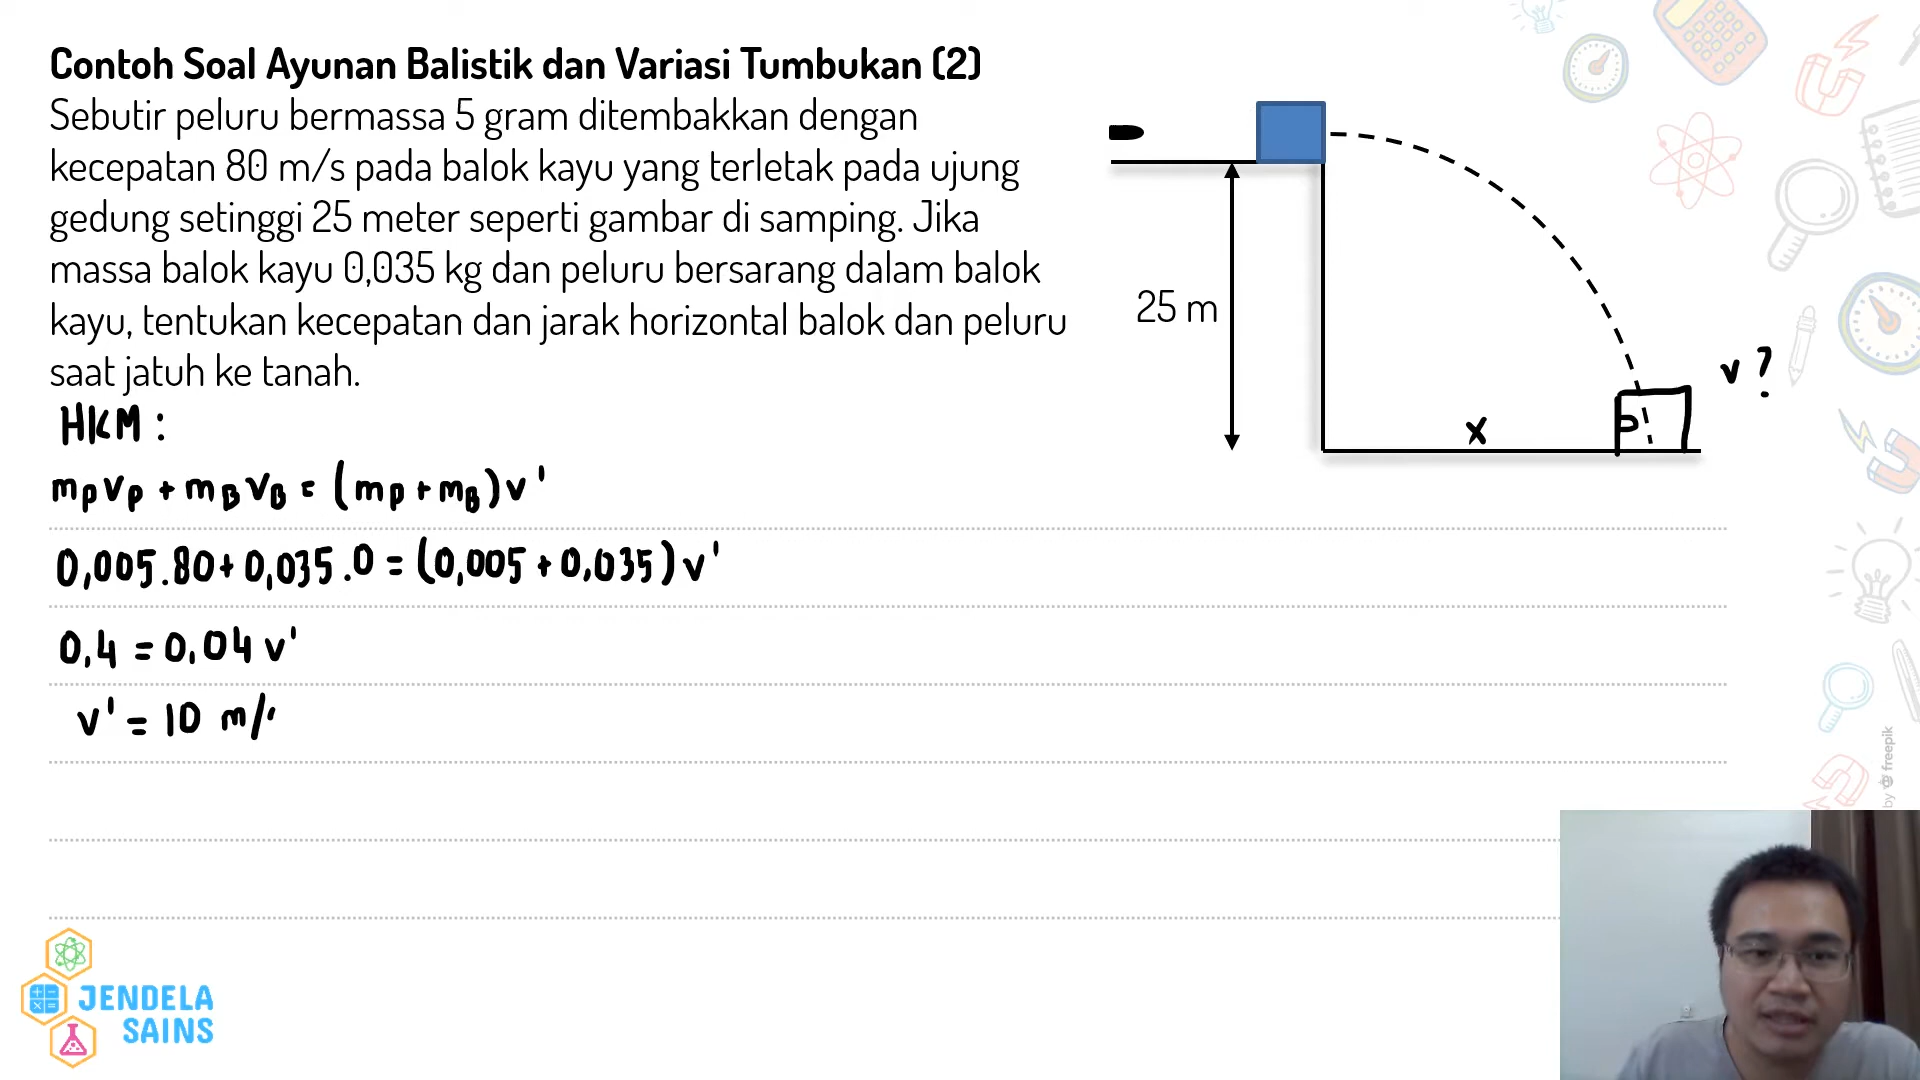 Contoh Soal Ayunan Balistik dan Variasi Tumbukan (2)
Sebutir peluru bermassa 5 gram ditembakkan dengan
kecepatan 80 m/s pada balok kayu yang terletak pada ujung
gedung setinggi 25 meter seperti gambar di samping. Jika
massa balok kayu 0,035 kg dan peluru bersarang dalam balok
kayu, tentukan kecepatan dan jarak horizontal balok dan peluru
saat jatuh ke tanah.
25 m
v ?
x
HKM :
mpvp + mBvB = (mp + mB)v'
0,005.80+0,035.0 = (0,005 + 0,035)v'
0,4 = 0,04 v'
v' = 10 m/
JENDELA
SAINS
by freepik